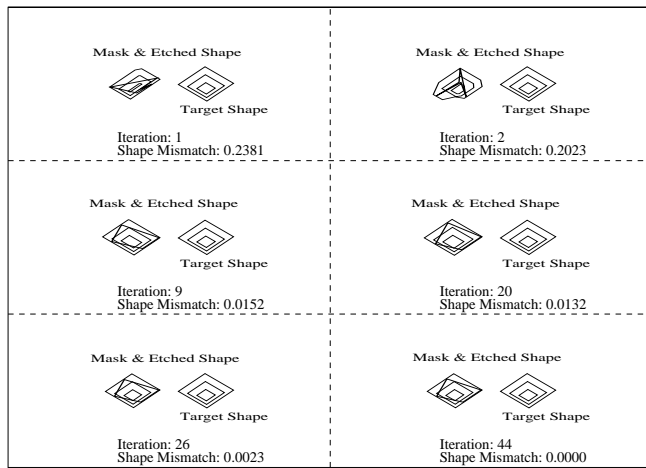 Mask & Etched Shape
Target Shape
Iteration: 1
Shape Mismatch: 0.2381
Mask & Etched Shape
Target Shape
Iteration: 2
Shape Mismatch: 0.2023
Mask & Etched Shape
Target Shape
Iteration: 9
Shape Mismatch: 0.0152
Mask & Etched Shape
Target Shape
Iteration: 20
Shape Mismatch: 0.0132
Mask & Etched Shape
Target Shape
Iteration: 26
Shape Mismatch: 0.0023
Mask & Etched Shape
Target Shape
Iteration: 44
Shape Mismatch: 0.0000